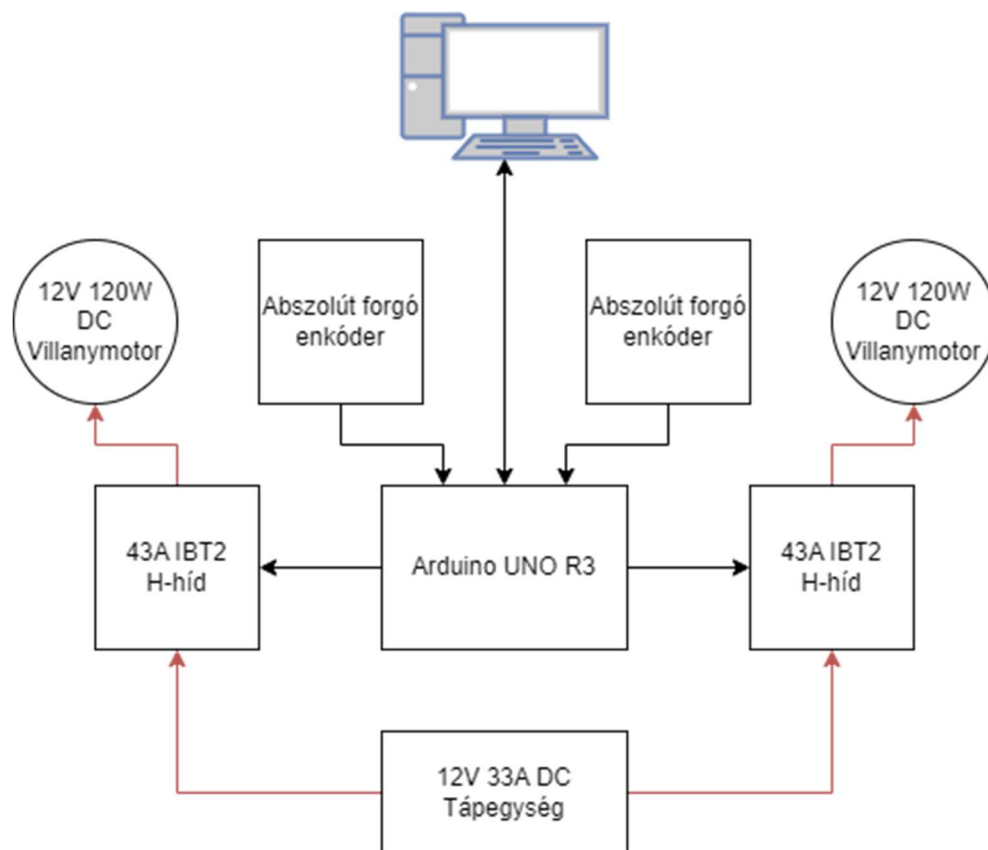 12V 120W
DC
Villanymotor
Abszolút forgó
enkóder
Abszolút forgó
enkóder
12V 120W
DC
Villanymotor
43A IBT2
H-híd
Arduino UNO R3
43A IBT2
H-híd
12V 33A DC
Tápegység